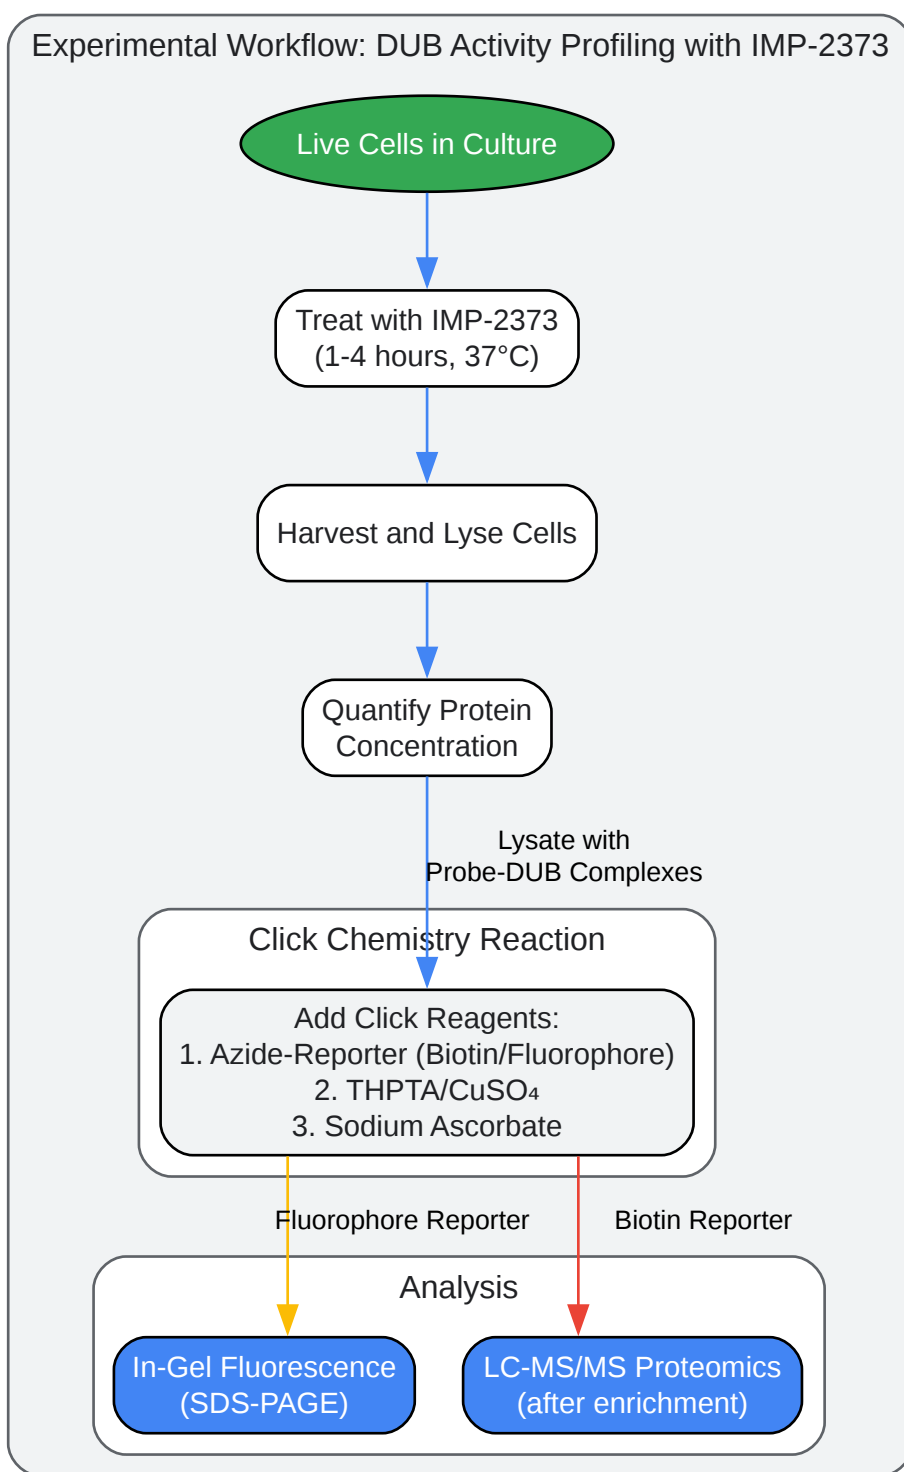 Experimental Workflow: DUB Activity Profiling with IMP-2373
Live Cells in Culture
Treat with IMP-2373
(1-4 hours, 37°C)
Harvest and Lyse Cells
Quantify Protein
Concentration
Lysate with
Probe-DUB Complexes
Click Chemistry Reaction
Add Click Reagents:
1. Azide-Reporter (Biotin/Fluorophore)
2. THPTA/CuSO₄
3. Sodium Ascorbate
Fluorophore Reporter
Biotin Reporter
Analysis
In-Gel Fluorescence
(SDS-PAGE)
LC-MS/MS Proteomics
(after enrichment)